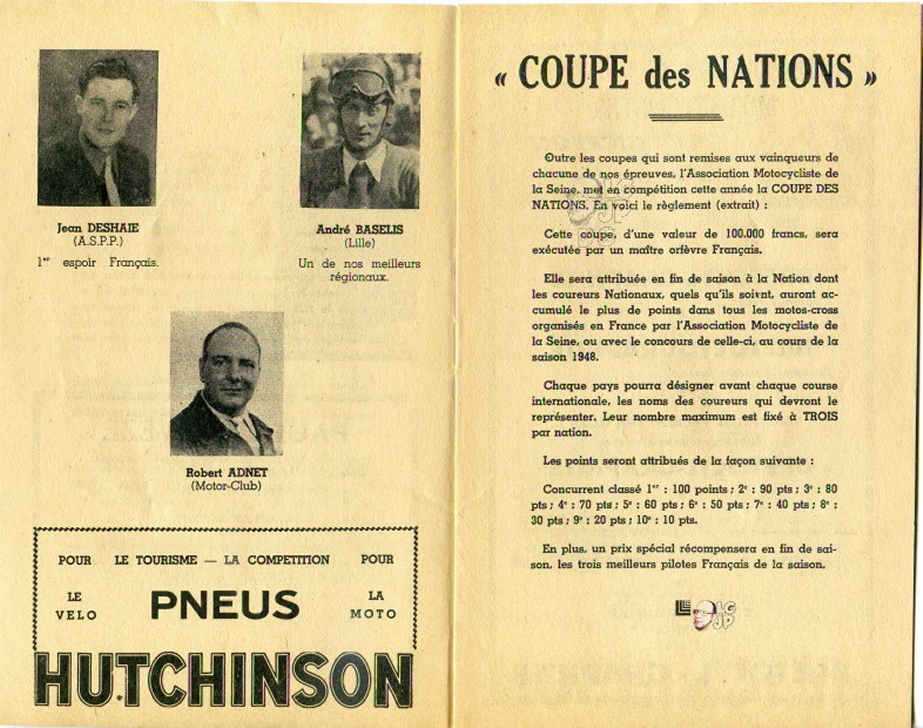 Jean DESHAIE
(A.S.P.P.)
1er espoir Français.
André BASELIS
(Lille)
Un de nos meilleurs
régionaux.
Robert ADNET
(Motor-Club)
POUR LE TOURISME — LA COMPETITION POUR
LE VELO
PNEUS
LA MOTO
HUTCHINSON
« COUPE des NATIONS »
Outre les coupes qui sont remises aux vainqueurs de
chacune de nos épreuves, l'Association Motocycliste de
la Seine, met en compétition cette année la COUPE DES
NATIONS. En voici le règlement (extrait) :
Cette coupe, d'une valeur de 100.000 francs, sera
exécutée par un maître orfèvre Français.
Elle sera attribuée en fin de saison à la Nation dont
les coureurs Nationaux, quels qu'ils soient, auront ac-
cumulé le plus de points dans tous les motos-cross
organisés en France par l'Association Motocycliste de
la Seine, ou avec le concours de celle-ci, au cours de la
saison 1948.
Chaque pays pourra désigner avant chaque course
internationale, les noms des coureurs qui devront le
représenter. Leur nombre maximum est fixé à TROIS
par nation.
Les points seront attribués de la façon suivante :
Concurrent classé 1er : 100 points ; 2e : 90 pts ; 3e : 80
pts ; 4e : 70 pts ; 5e : 60 pts ; 6e : 50 pts ; 7e : 40 pts ; 8e :
30 pts ; 9e : 20 pts ; 10e : 10 pts.
En plus, un prix spécial récompensera en fin de sai-
son, les trois meilleurs pilotes Français de la saison.